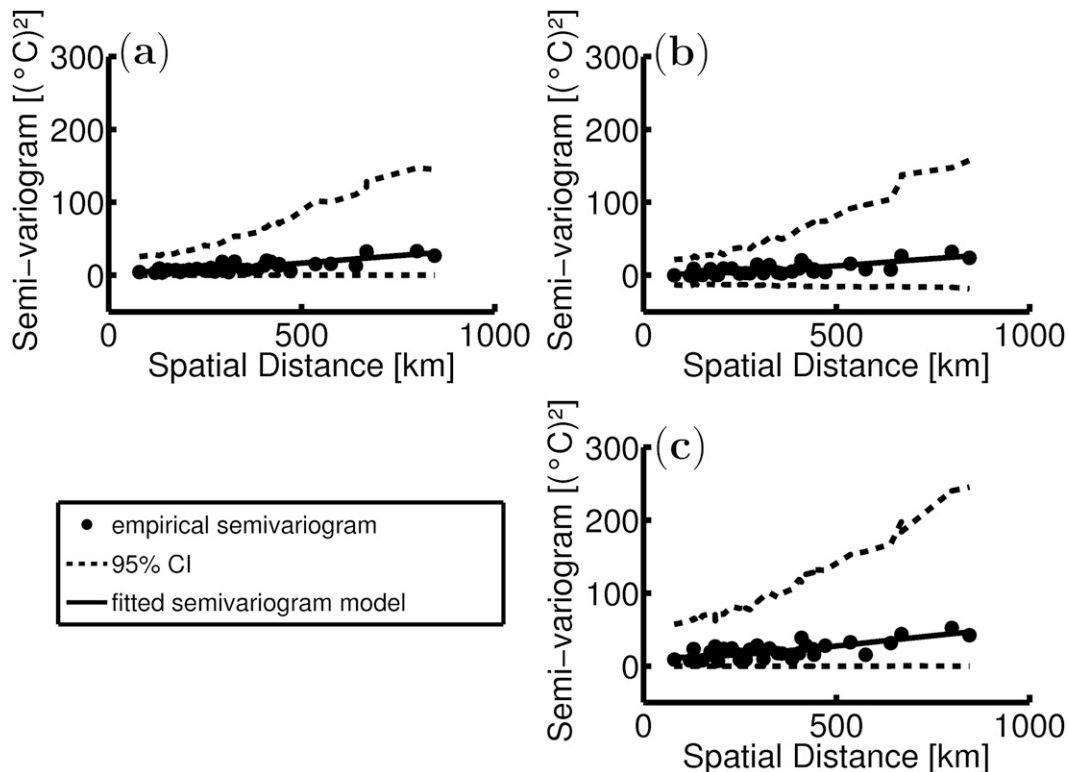 (a)
Semi-variogram [(°C)²]
300
200
100
0
0
500
1000
Spatial Distance [km]
(b)
Semi-variogram [(°C)²]
300
200
100
0
0
500
1000
Spatial Distance [km]
(c)
Semi-variogram [(°C)²]
300
200
100
0
0
500
1000
Spatial Distance [km]
empirical semivariogram
95% CI
fitted semivariogram model